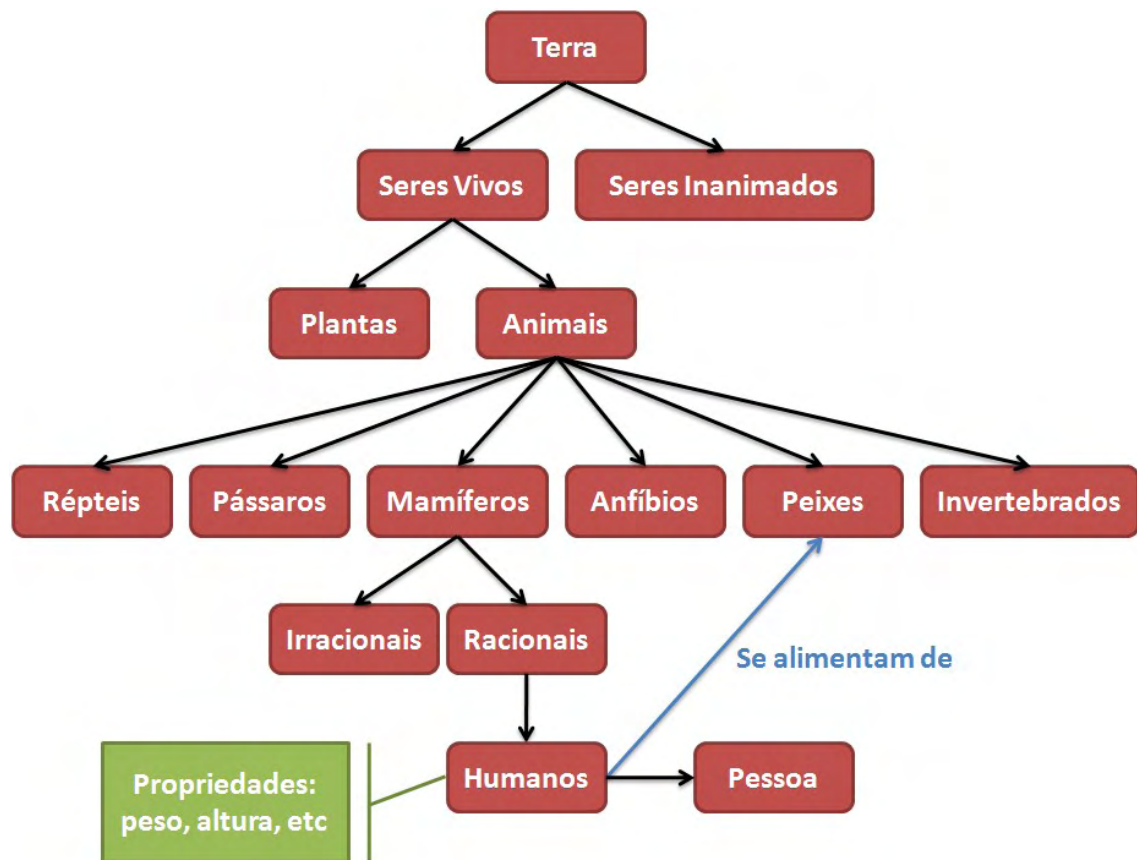 Terra
Seres Vivos
Seres Inanimados
Plantas
Animais
Répteis
Pássaros
Mamíferos
Anfíbios
Peixes
Invertebrados
Irracionais
Racionais
Se alimentam de
Propriedades:
peso, altura, etc
Humanos
Pessoa